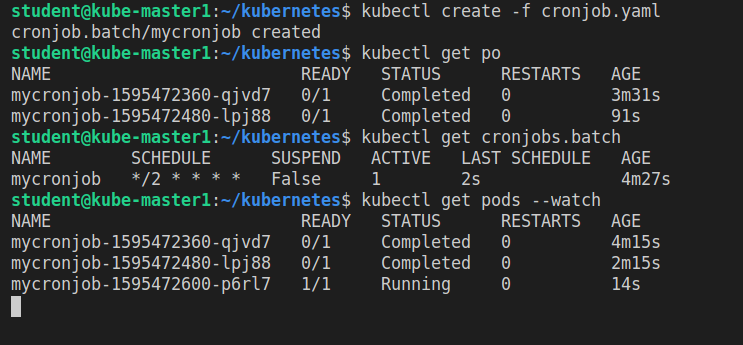 student@kube-master1:~/kubernetes$ kubectl create -f cronjob.yaml
cronjob.batch/mycronjob created
student@kube-master1:~/kubernetes$ kubectl get po
NAME                         READY   STATUS      RESTARTS   AGE
mycronjob-1595472360-qjvd7   0/1     Completed   0          3m31s
mycronjob-1595472480-lpj88   0/1     Completed   0          91s
student@kube-master1:~/kubernetes$ kubectl get cronjobs.batch
NAME        SCHEDULE      SUSPEND   ACTIVE   LAST SCHEDULE   AGE
mycronjob   */2 * * * *   False     1        2s              4m27s
student@kube-master1:~/kubernetes$ kubectl get pods --watch
NAME                         READY   STATUS      RESTARTS   AGE
mycronjob-1595472360-qjvd7   0/1     Completed   0          4m15s
mycronjob-1595472480-lpj88   0/1     Completed   0          2m15s
mycronjob-1595472600-p6rl7   1/1     Running     0          14s